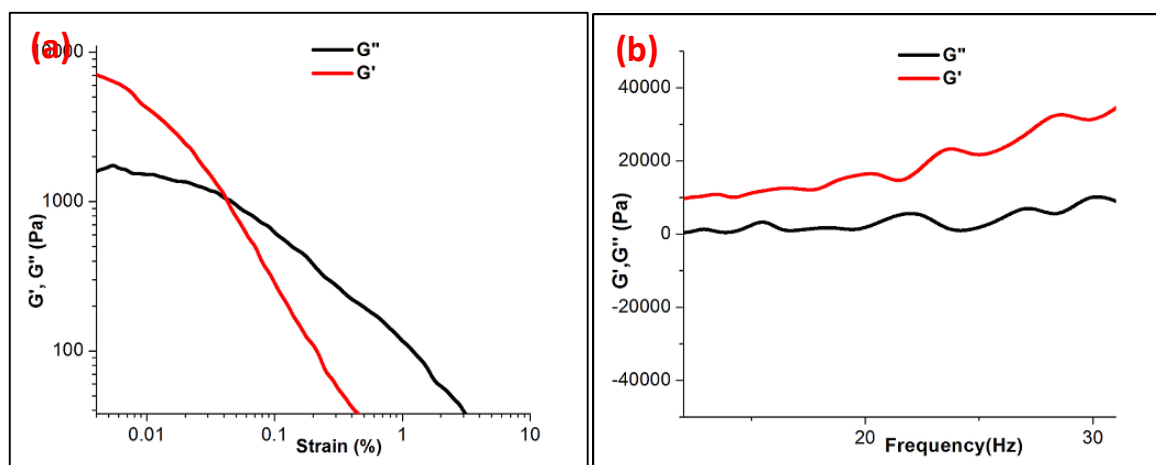 (a)
10000
1000
100
G', G" (Pa)
G"
G'
0.01
0.1
1
10
Strain (%)
(b)
40000
20000
0
-20000
-40000
G',G" (Pa)
G"
G'
20
30
Frequency(Hz)